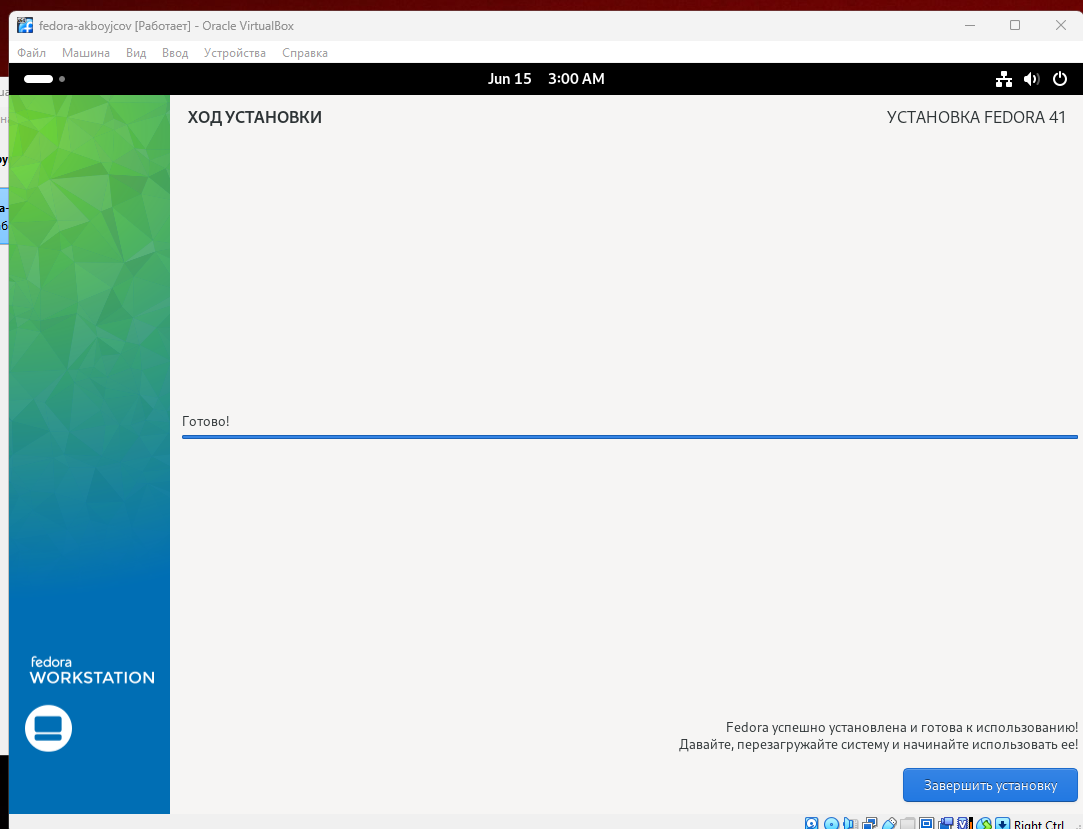 fedora-akboyjcov [Работает] - Oracle VirtualBox
Файл Машина Вид Ввод Устройства Справка
Jun 15 3:00 AM
ХОД УСТАНОВКИ УСТАНОВКА FEDORA 41
Готово!
fedora
WORKSTATION
Fedora успешно установлена и готова к использованию!
Давайте, перезагружайте систему и начинайте использовать ее!
Завершить установку
Right Ctrl